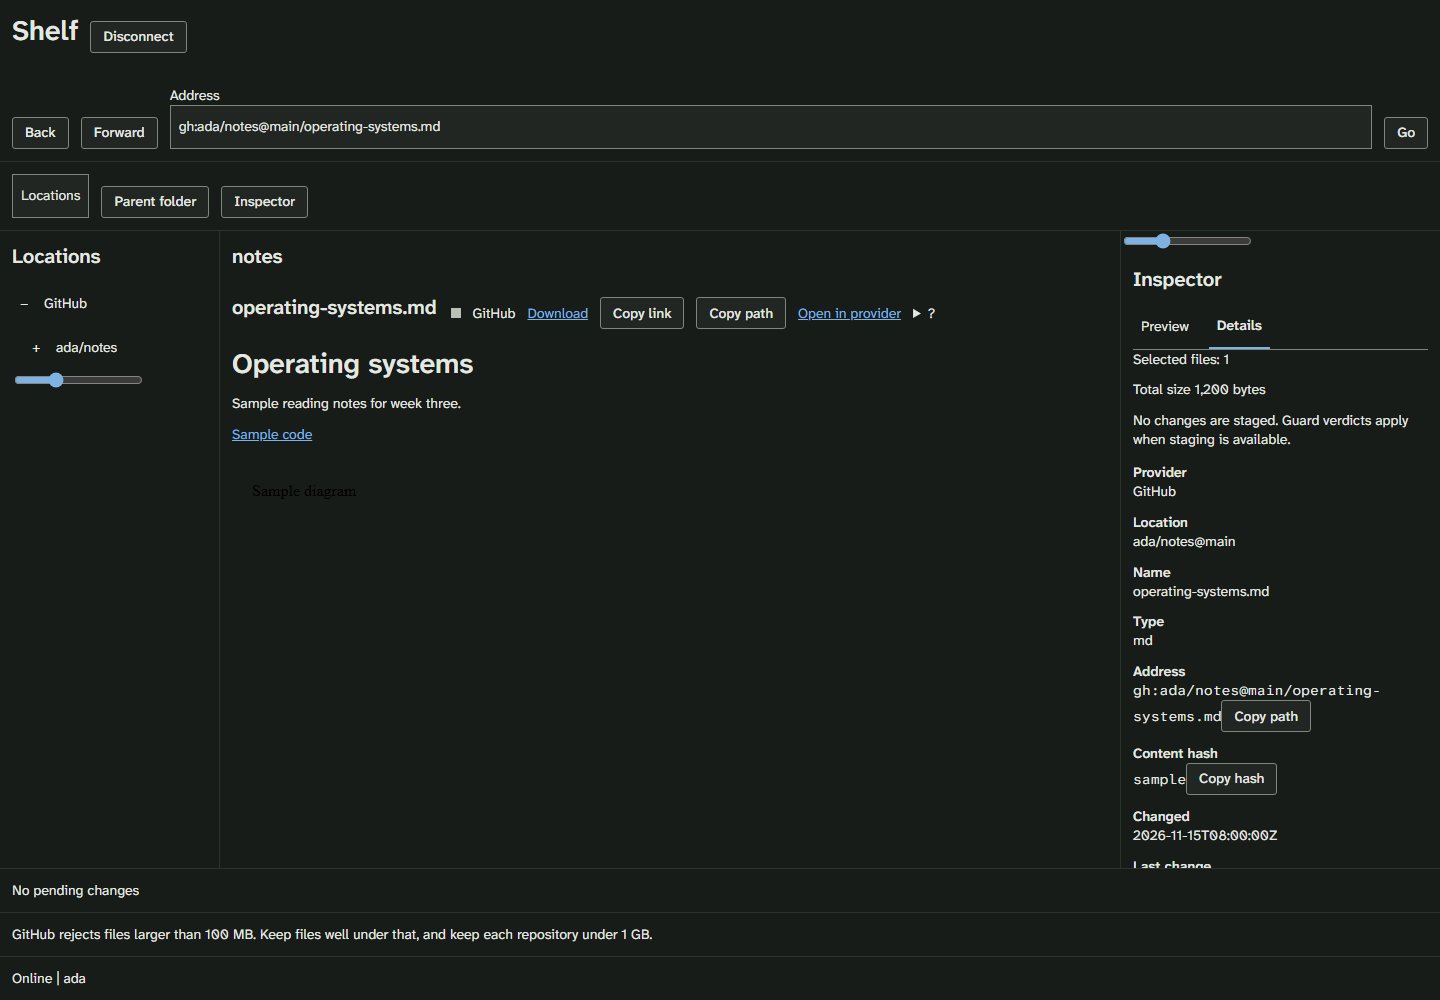 Shelf
Disconnect
Address
Back
Forward
gh:ada/notes@main/operating-systems.md
Go
Locations
Parent folder
Inspector
Locations
– GitHub
+ ada/notes
notes
operating-systems.md
GitHub
Download
Copy link
Copy path
Open in provider
?
Operating systems
Sample reading notes for week three.
Sample code
Sample diagram
Inspector
Preview
Details
Selected files: 1
Total size 1,200 bytes
No changes are staged. Guard verdicts apply
when staging is available.
Provider
GitHub
Location
ada/notes@main
Name
operating-systems.md
Type
md
Address
gh:ada/notes@main/operating-
systems.md
Copy path
Content hash
sample
Copy hash
Changed
2026-11-15T08:00:00Z
Last change
No pending changes
GitHub rejects files larger than 100 MB. Keep files well under that, and keep each repository under 1 GB.
Online | ada